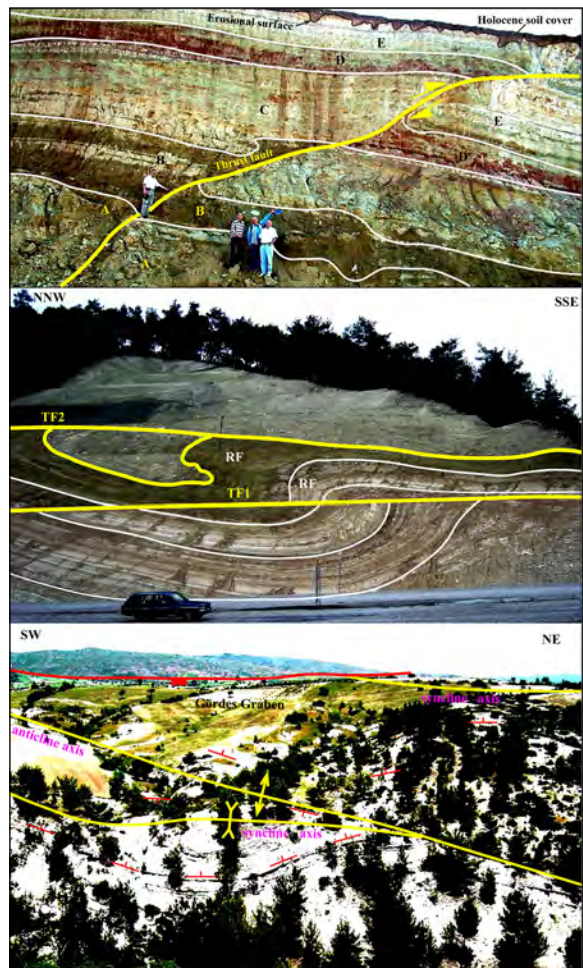 Erosional surface
Holocene soil cover
E
D
C
E
B
Thrust fault
D
C
A
B
A
A
NNW
SSE
TF2
RF
RF
TF1
SW
NE
Gördes Graben
syncline axis
anticline axis
syncline axis